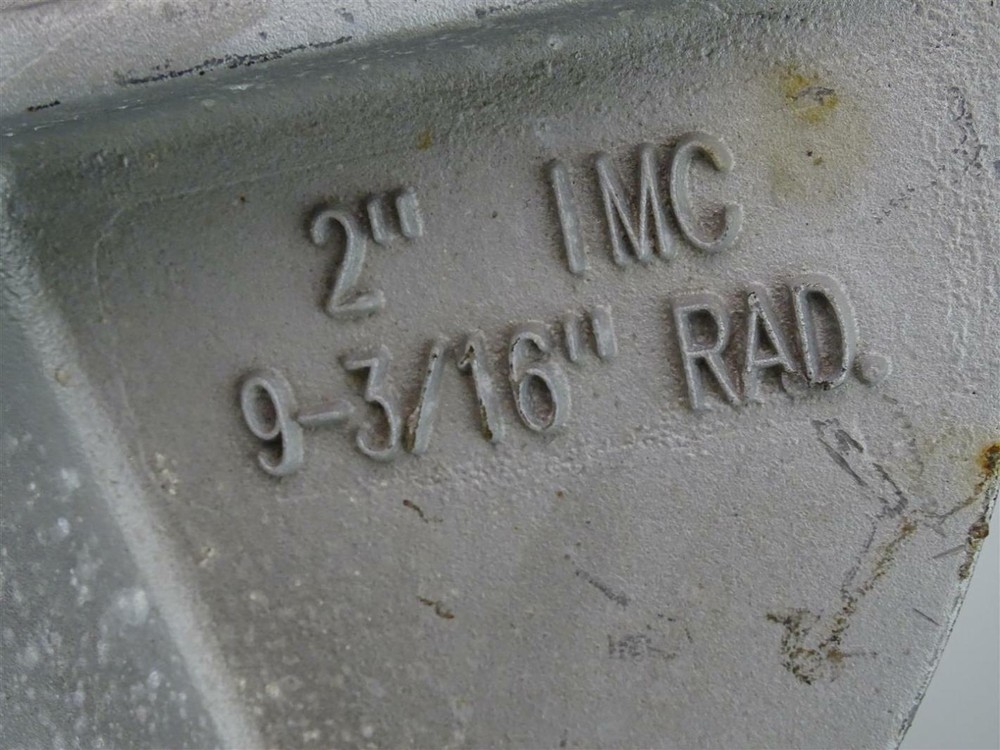 2" IMC
9-3/16" RAD.